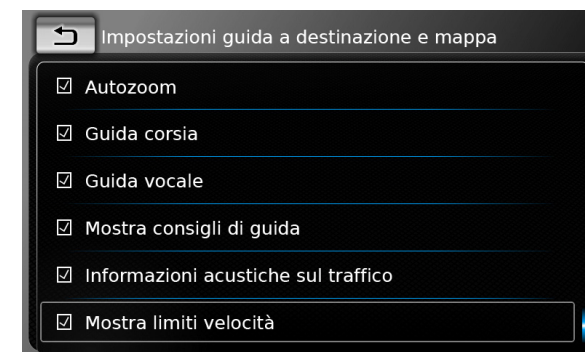 Impostazioni guida a destinazione e mappa
Autozoom
Guida corsia
Guida vocale
Mostra consigli di guida
Informazioni acustiche sul traffico
Mostra limiti velocità